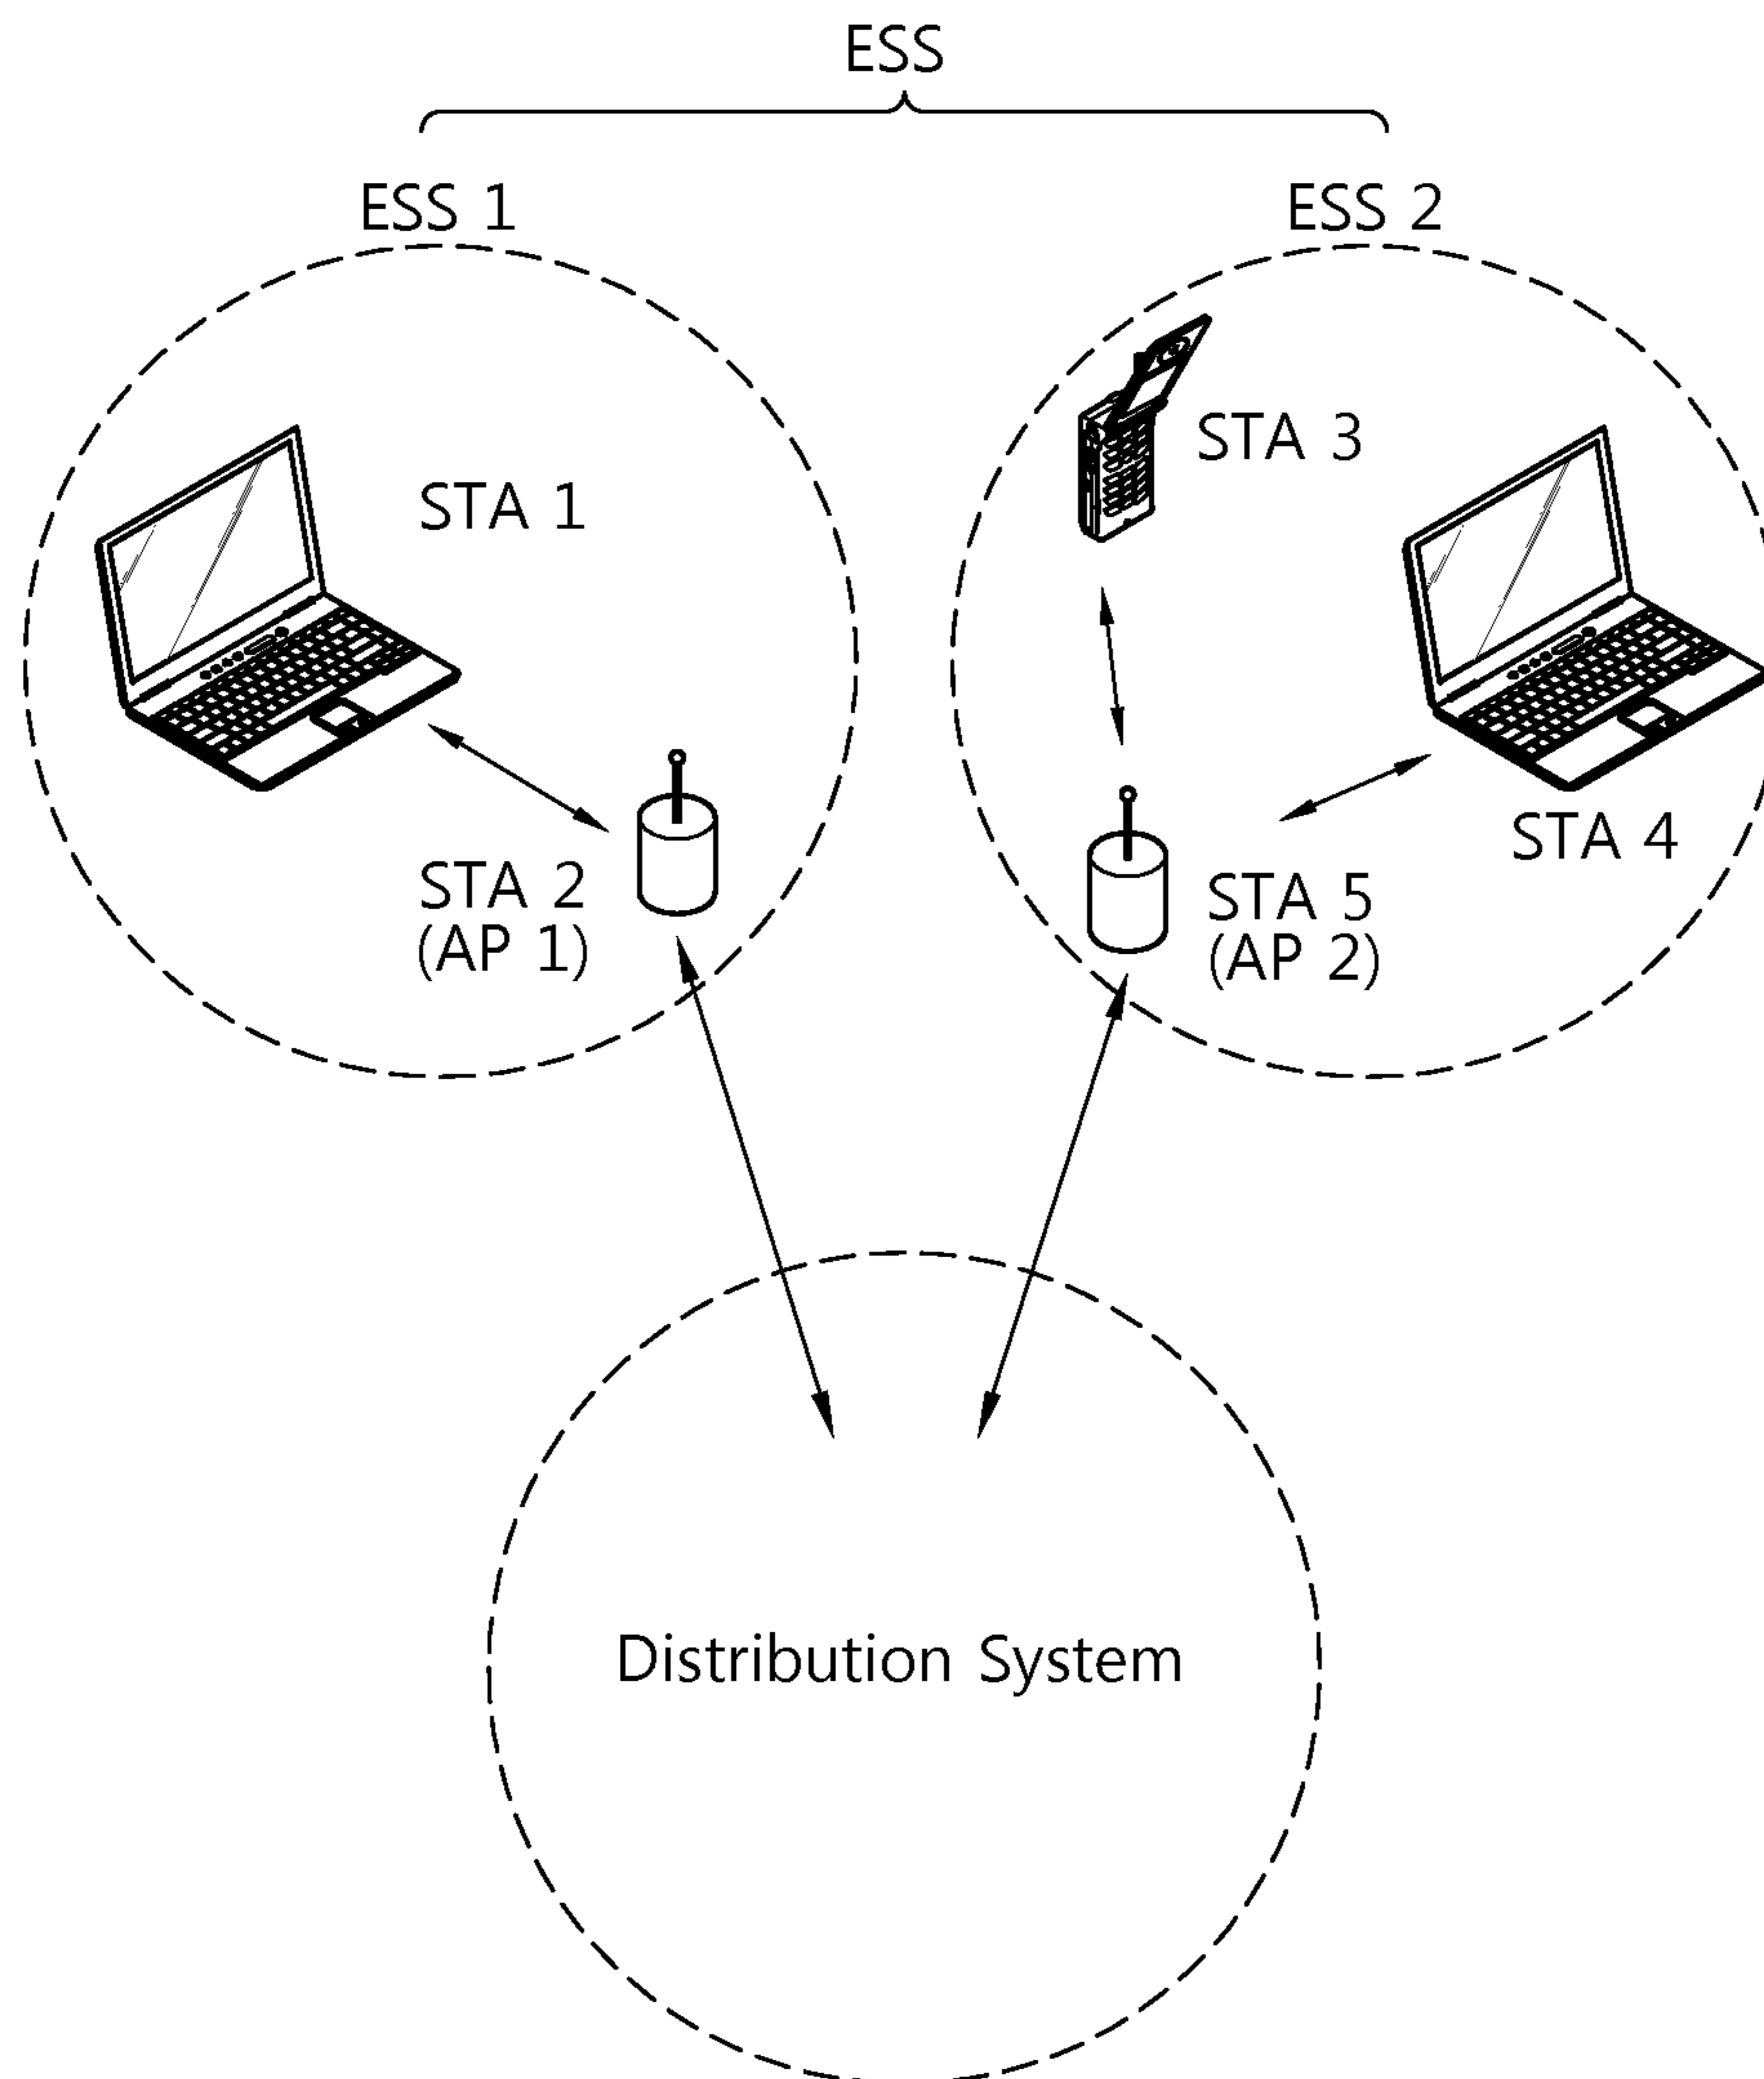 ESS
ESS 1
ESS 2
STA 1
STA 3
STA 2
(AP 1)
STA 4
STA 5
(AP 2)
Distribution System